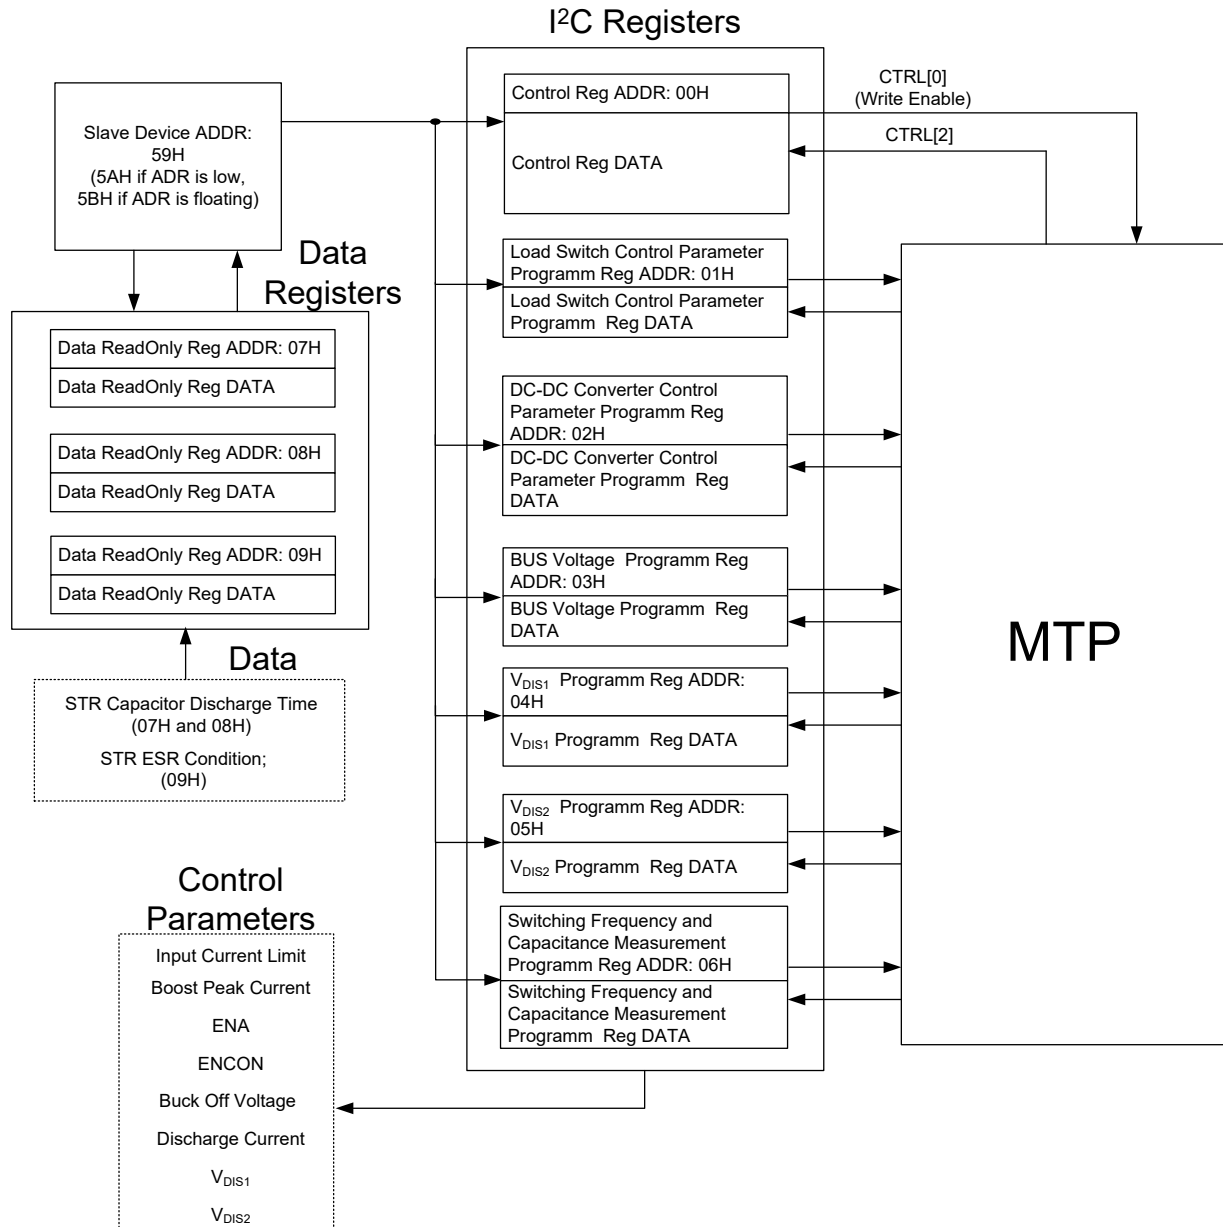 I²C Registers
Slave Device ADDR:
59H
(5AH if ADR is low,
5BH if ADR is floating)
Data
Registers
Data ReadOnly Reg ADDR: 07H
Data ReadOnly Reg DATA
Data ReadOnly Reg ADDR: 08H
Data ReadOnly Reg DATA
Data ReadOnly Reg ADDR: 09H
Data ReadOnly Reg DATA
Data
STR Capacitor Discharge Time
(07H and 08H)
STR ESR Condition;
(09H)
Control
Parameters
Input Current Limit
Boost Peak Current
ENA
ENCON
Buck Off Voltage
Discharge Current
VDIS1
VDIS2
Control Reg ADDR: 00H
Control Reg DATA
Load Switch Control Parameter
Programm Reg ADDR: 01H
Load Switch Control Parameter
Programm Reg DATA
DC-DC Converter Control
Parameter Programm Reg
ADDR: 02H
DC-DC Converter Control
Parameter Programm Reg
DATA
BUS Voltage Programm Reg
ADDR: 03H
BUS Voltage Programm Reg
DATA
VDIS1 Programm Reg ADDR:
04H
VDIS1 Programm Reg DATA
VDIS2 Programm Reg ADDR:
05H
VDIS2 Programm Reg DATA
Switching Frequency and
Capacitance Measurement
Programm Reg ADDR: 06H
Switching Frequency and
Capacitance Measurement
Programm Reg DATA
CTRL[0]
(Write Enable)
CTRL[2]
MTP